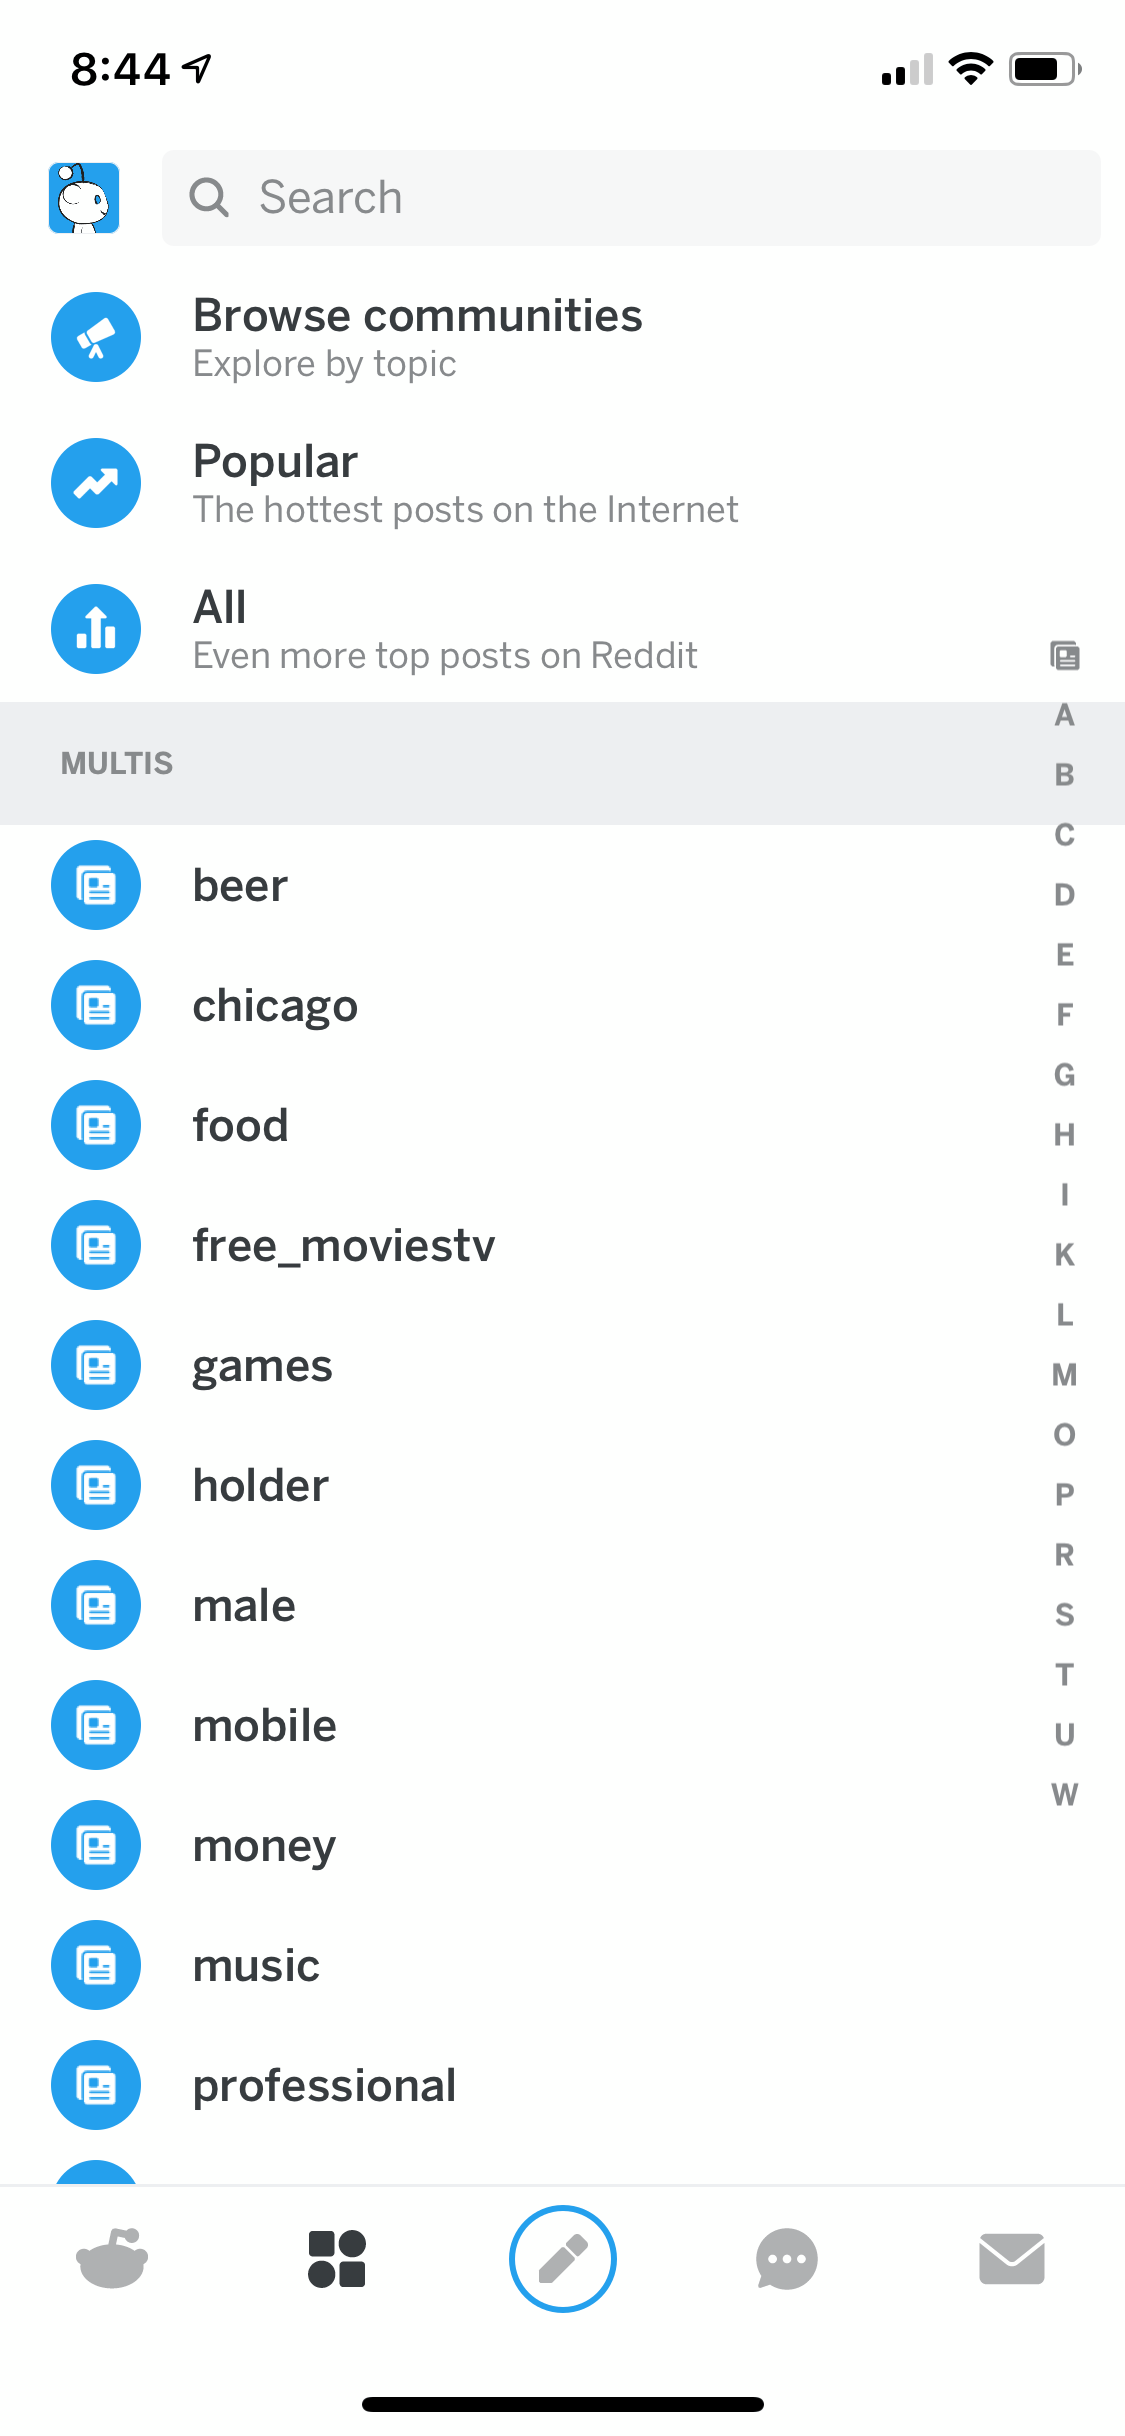 8:44
Search
Browse communities
Explore by topic
Popular
The hottest posts on the Internet
All
Even more top posts on Reddit
MULTIS
beer
chicago
food
free_moviestv
games
holder
male
mobile
money
music
professional
A
B
C
D
E
F
G
H
I
K
L
M
O
P
R
S
T
U
W